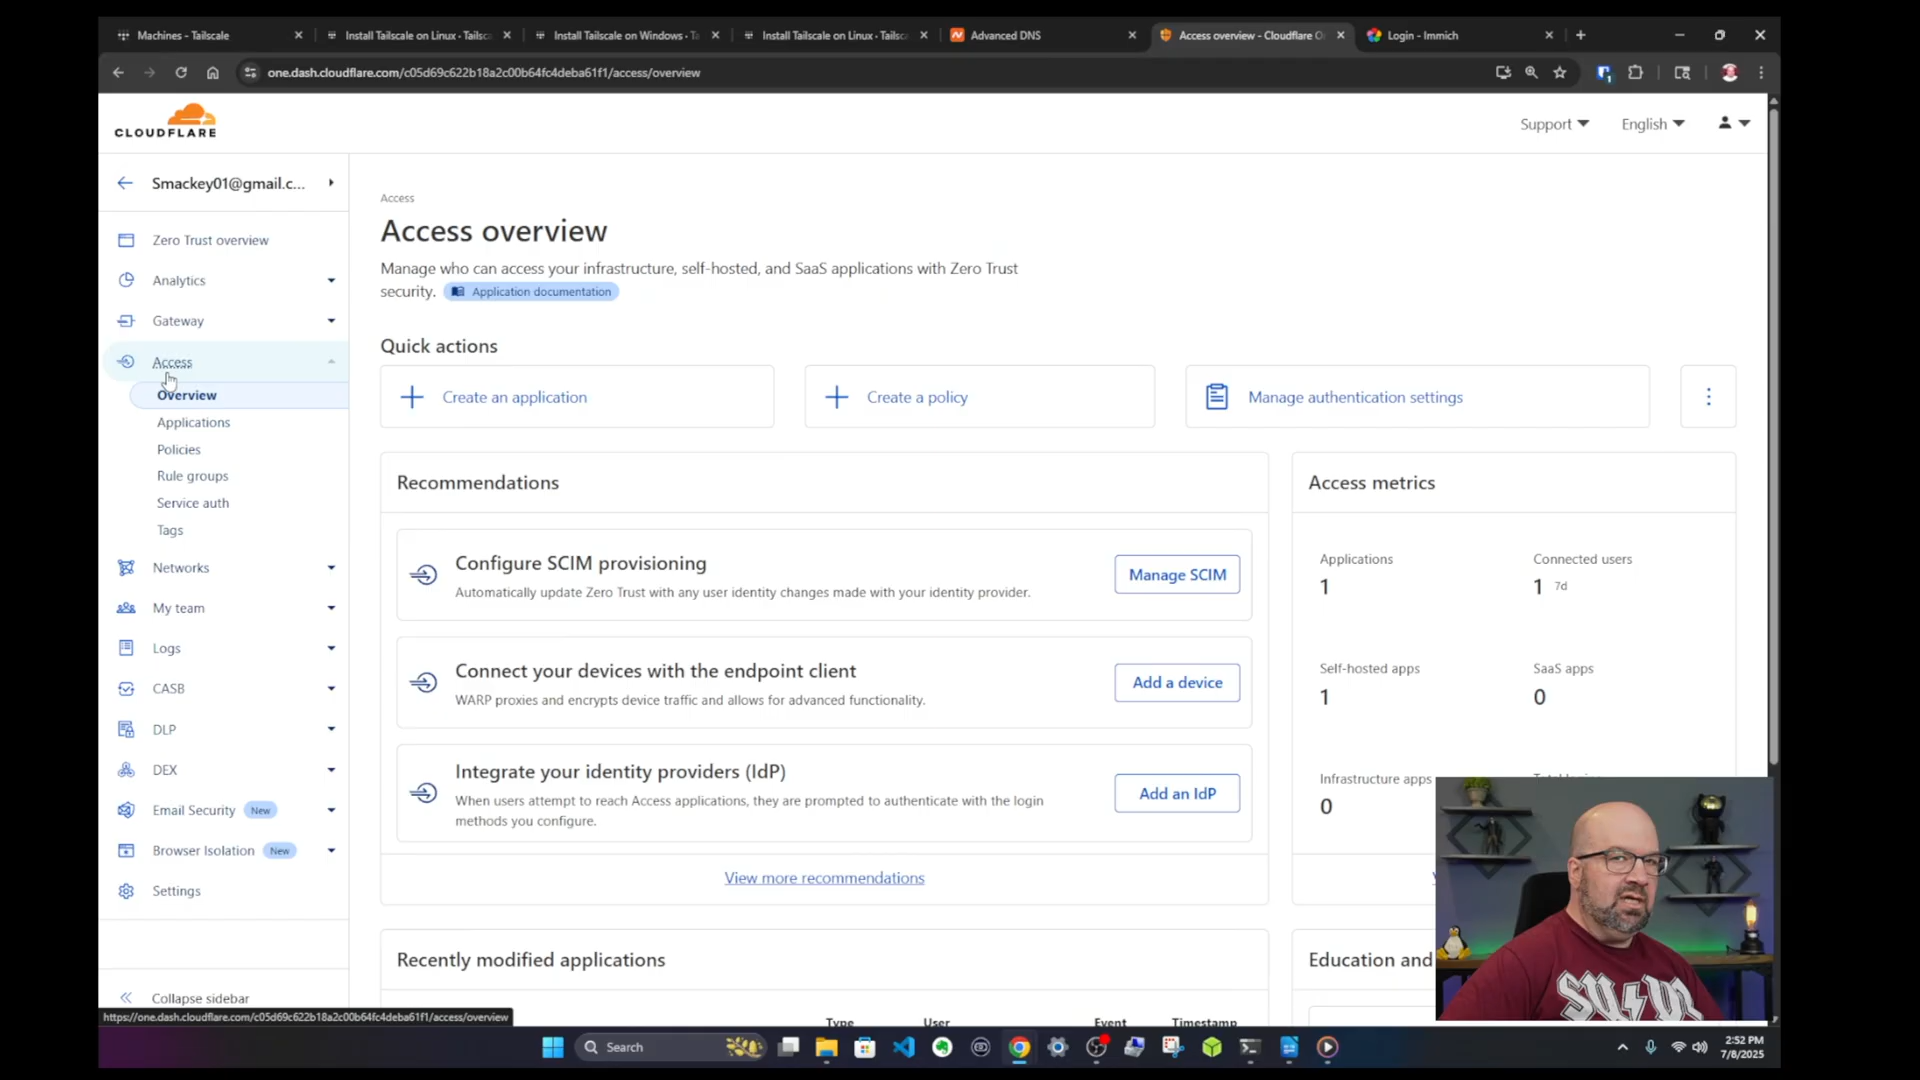 Machines - Tailscale
Install Tailscale on Linux · Tailsc
Install Tailscale on Windows · Ta
Install Tailscale on Linux · Tailsc
Advanced DNS
Access overview - Cloudflare O
Login - Immich
one.dash.cloudflare.com/c05d69c622b18a2c00b64fc4deba61f1/access/overview
CLOUDFLARE
Support
English
Smackey01@gmail.c...
Zero Trust overview
Analytics
Gateway
Access
Overview
Applications
Policies
Rule groups
Service auth
Tags
Networks
My team
Logs
CASB
DLP
DEX
Email Security New
Browser Isolation New
Settings
Collapse sidebar
https://one.dash.cloudflare.com/c05d69c622b18a2c00b64fc4deba61f1/access/overview
Access
Access overview
Manage who can access your infrastructure, self-hosted, and SaaS applications with Zero Trust
security. Application documentation
Quick actions
Create an application
Create a policy
Manage authentication settings
Recommendations
Configure SCIM provisioning
Automatically update Zero Trust with any user identity changes made with your identity provider.
Manage SCIM
Connect your devices with the endpoint client
WARP proxies and encrypts device traffic and allows for advanced functionality.
Add a device
Integrate your identity providers (IdP)
When users attempt to reach Access applications, they are prompted to authenticate with the login
methods you configure.
Add an IdP
View more recommendations
Access metrics
Applications
1
Connected users
1 7d
Self-hosted apps
1
SaaS apps
0
Infrastructure apps
0
Recently modified applications
Type User Event Timestamp
Education and
Search
2:52 PM
7/8/2025